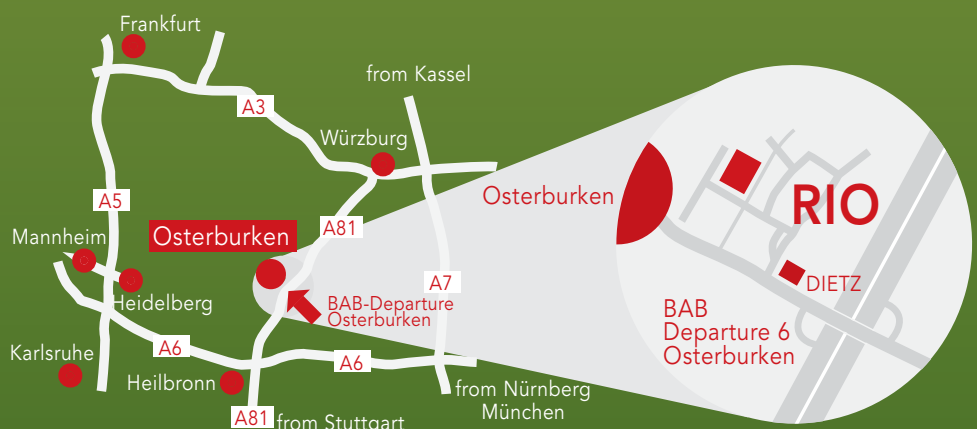 Frankfurt
from Kassel
A3
Würzburg
A5
Osterburken
A81
Mannheim
Osterburken
RIO
Heidelberg
A7
DIETZ
BAB-Departure
Osterburken
BAB
Departure 6
Osterburken
Karlsruhe
A6
A6
Heilbronn
from Nürnberg
München
A81
from Stuttgart